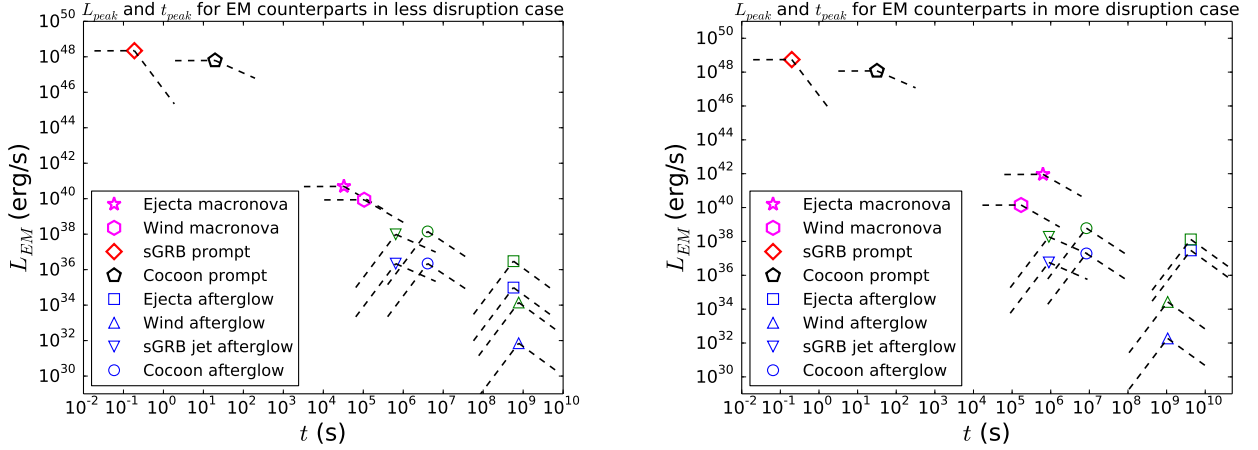 L_peak and t_peak for EM counterparts in less disruption case
10^50
10^48
10^46
10^44
10^42
10^40
10^38
10^36
10^34
10^32
10^30
L_EM (erg/s)
Ejecta macronova
Wind macronova
sGRB prompt
Cocoon prompt
Ejecta afterglow
Wind afterglow
sGRB jet afterglow
Cocoon afterglow
10^-2 10^-1 10^0 10^1 10^2 10^3 10^4 10^5 10^6 10^7 10^8 10^9 10^10
t (s)
L_peak and t_peak for EM counterparts in more disruption case
10^50
10^48
10^46
10^44
10^42
10^40
10^38
10^36
10^34
10^32
10^30
L_EM (erg/s)
Ejecta macronova
Wind macronova
sGRB prompt
Cocoon prompt
Ejecta afterglow
Wind afterglow
sGRB jet afterglow
Cocoon afterglow
10^-2 10^-1 10^0 10^1 10^2 10^3 10^4 10^5 10^6 10^7 10^8 10^9 10^10
t (s)